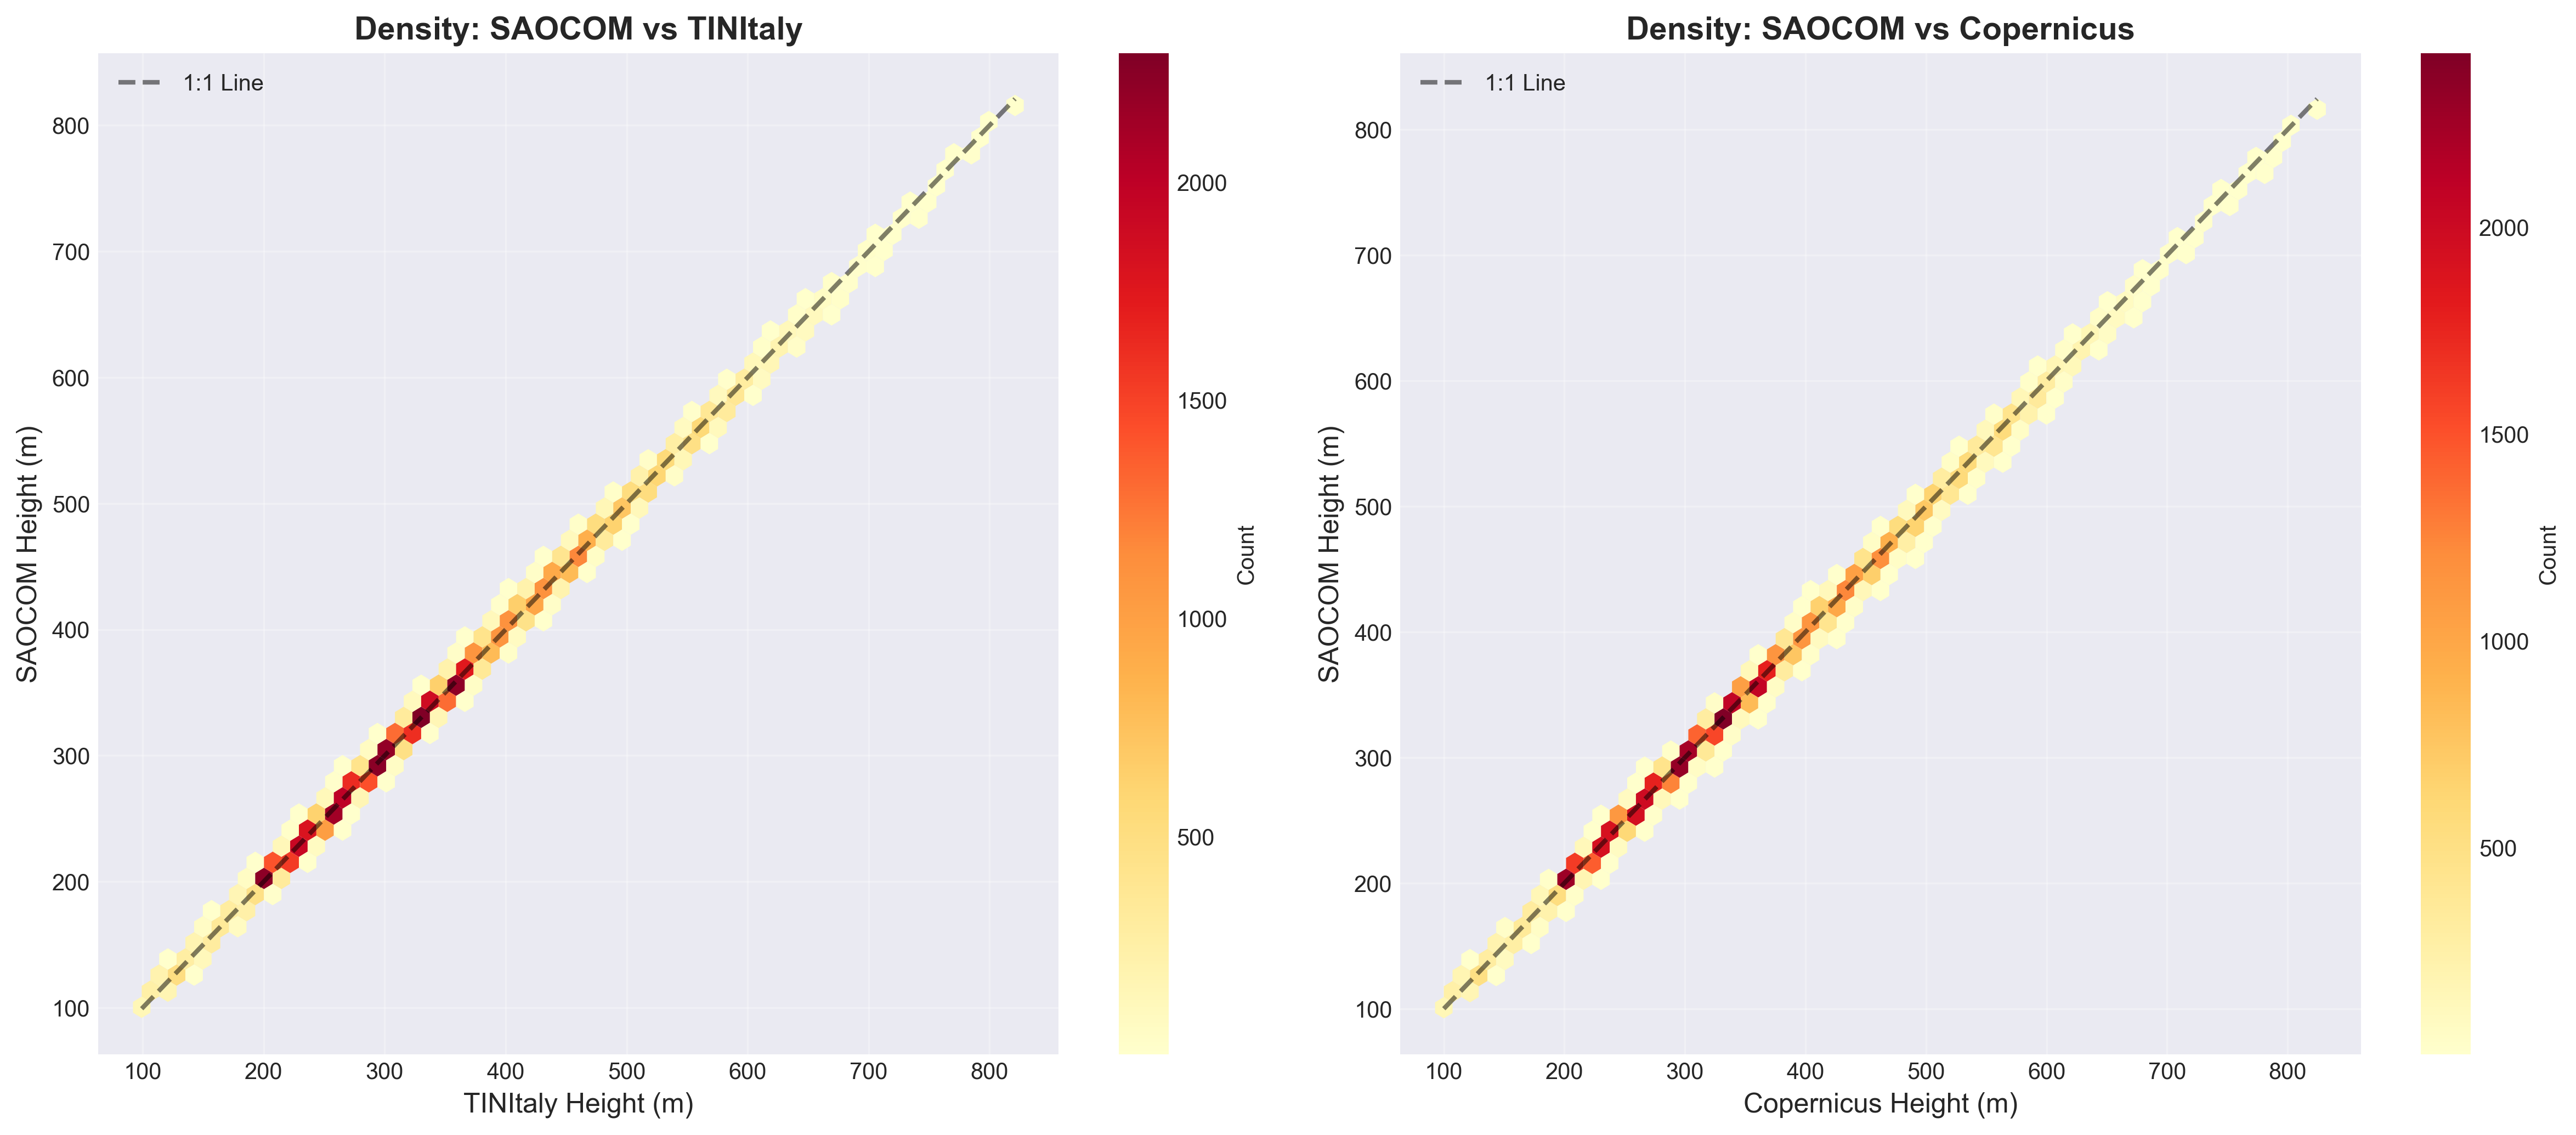 Density: SAOCOM vs TINItaly
1:1 Line
800
700
600
500
400
300
200
100
SAOCOM Height (m)
100 200 300 400 500 600 700 800
TINItaly Height (m)
2000
1500
1000
500
Count
Density: SAOCOM vs Copernicus
1:1 Line
800
700
600
500
400
300
200
100
SAOCOM Height (m)
100 200 300 400 500 600 700 800
Copernicus Height (m)
2000
1500
1000
500
Count